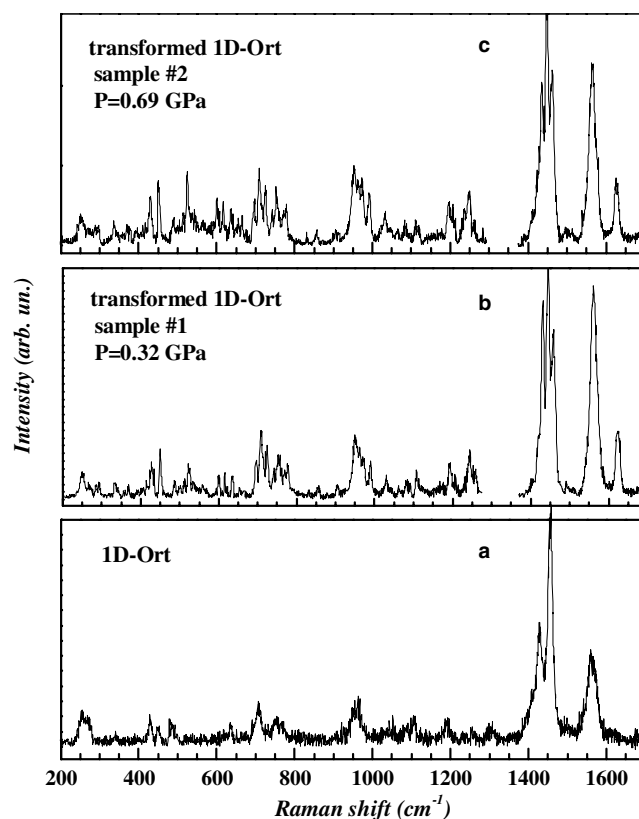 transformed 1D-Ort
sample #2
P=0.69 GPa
c
transformed 1D-Ort
sample #1
P=0.32 GPa
b
1D-Ort
a
Intensity (arb. un.)
200 400 600 800 1000 1200 1400 1600
Raman shift (cm⁻¹)